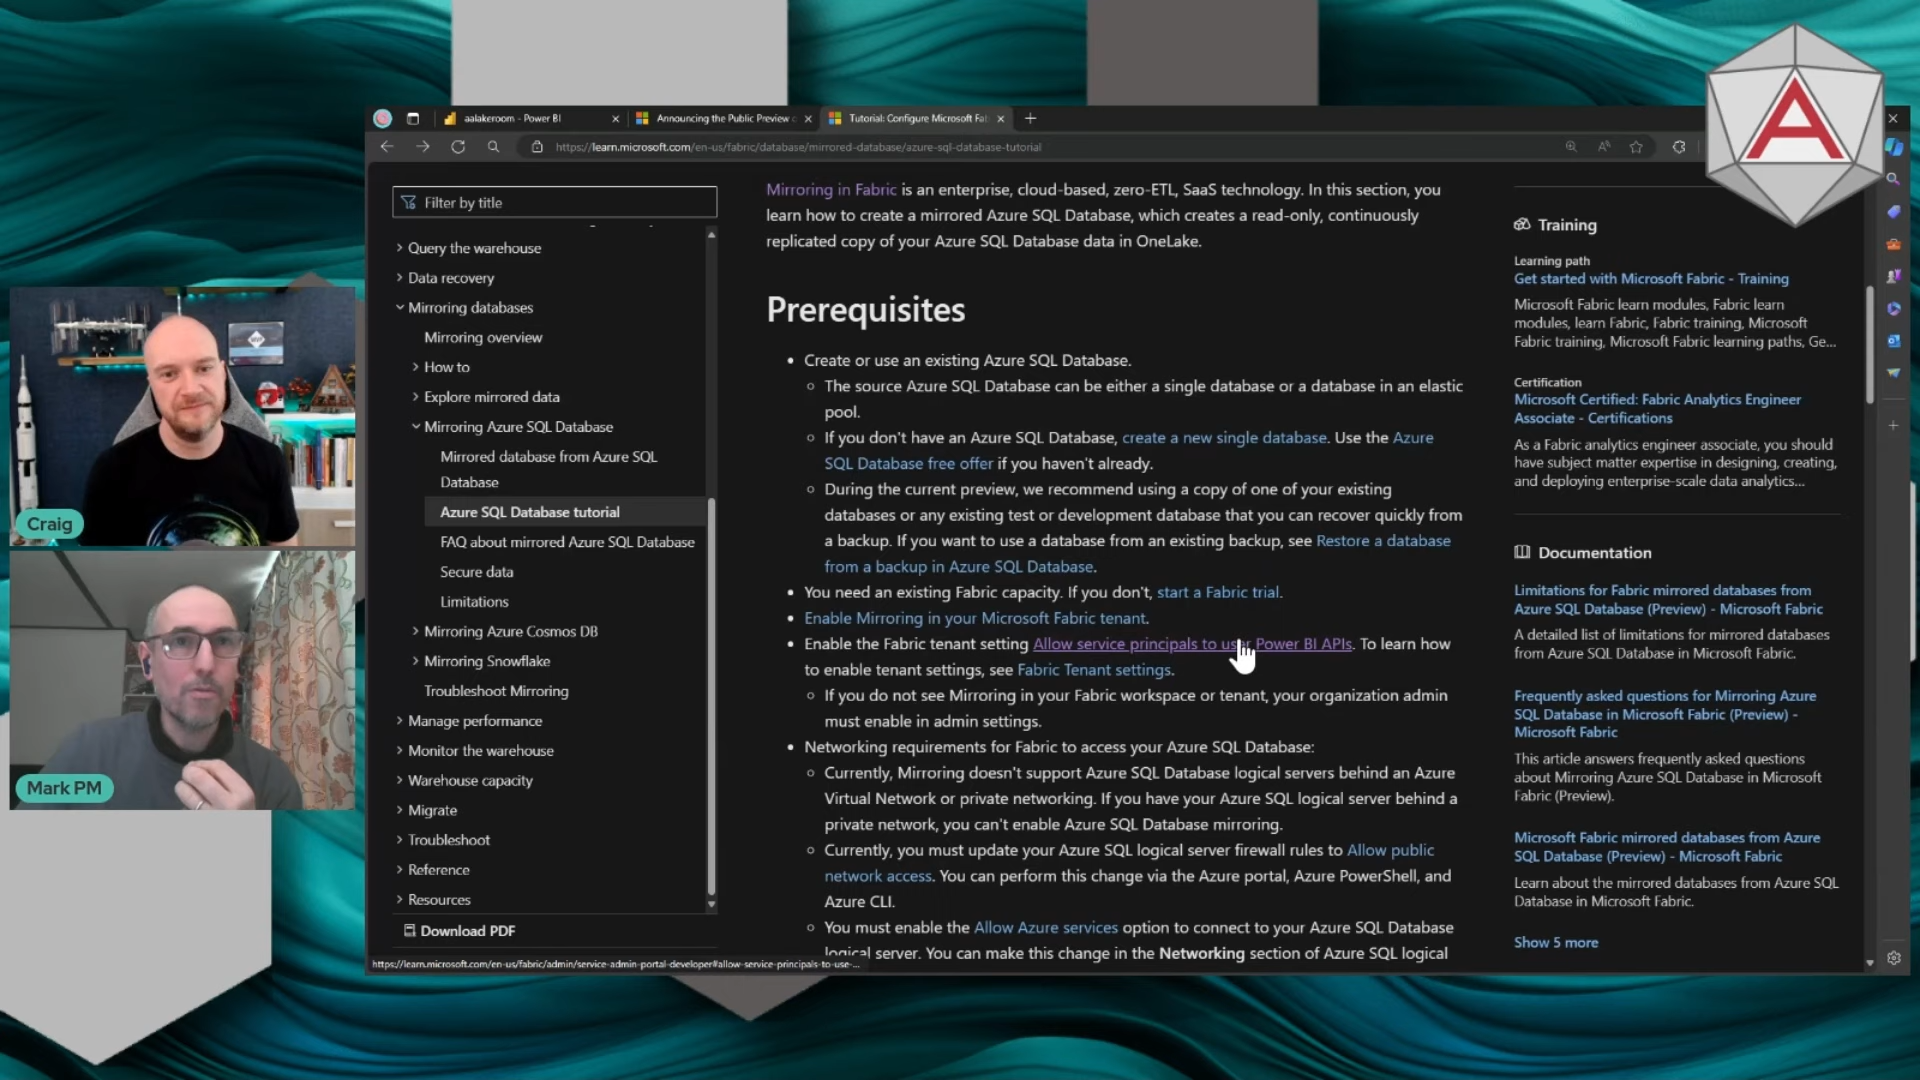 aalakeroom - Power BI
Announcing the Public Preview
Tutorial: Configure Microsoft Fab
https://learn.microsoft.com/en-us/fabric/database/mirrored-database/azure-sql-database-tutorial
Filter by title
Query the warehouse
Data recovery
Mirroring databases
Mirroring overview
How to
Explore mirrored data
Mirroring Azure SQL Database
Mirrored database from Azure SQL
Database
Azure SQL Database tutorial
FAQ about mirrored Azure SQL Database
Secure data
Limitations
Mirroring Azure Cosmos DB
Mirroring Snowflake
Troubleshoot Mirroring
Manage performance
Monitor the warehouse
Warehouse capacity
Migrate
Troubleshoot
Reference
Resources
Download PDF
https://learn.microsoft.com/en-us/fabric/admin/service-admin-portal-developer#allow-service-principals-to-use-...
Mirroring in Fabric is an enterprise, cloud-based, zero-ETL, SaaS technology. In this section, you
learn how to create a mirrored Azure SQL Database, which creates a read-only, continuously
replicated copy of your Azure SQL Database data in OneLake.
Prerequisites
• Create or use an existing Azure SQL Database.
○ The source Azure SQL Database can be either a single database or a database in an elastic
pool.
○ If you don't have an Azure SQL Database, create a new single database. Use the Azure
SQL Database free offer if you haven't already.
○ During the current preview, we recommend using a copy of one of your existing
databases or any existing test or development database that you can recover quickly from
a backup. If you want to use a database from an existing backup, see Restore a database
from a backup in Azure SQL Database.
• You need an existing Fabric capacity. If you don't, start a Fabric trial.
• Enable Mirroring in your Microsoft Fabric tenant.
• Enable the Fabric tenant setting Allow service principals to user Power BI APIs. To learn how
to enable tenant settings, see Fabric Tenant settings.
○ If you do not see Mirroring in your Fabric workspace or tenant, your organization admin
must enable in admin settings.
• Networking requirements for Fabric to access your Azure SQL Database:
○ Currently, Mirroring doesn't support Azure SQL Database logical servers behind an Azure
Virtual Network or private networking. If you have your Azure SQL logical server behind a
private network, you can't enable Azure SQL Database mirroring.
○ Currently, you must update your Azure SQL logical server firewall rules to Allow public
network access. You can perform this change via the Azure portal, Azure PowerShell, and
Azure CLI.
○ You must enable the Allow Azure services option to connect to your Azure SQL Database
logical server. You can make this change in the Networking section of Azure SQL logical
Training
Learning path
Get started with Microsoft Fabric - Training
Microsoft Fabric learn modules, Fabric learn
modules, learn Fabric, Fabric training, Microsoft
Fabric training, Microsoft Fabric learning paths, Ge...
Certification
Microsoft Certified: Fabric Analytics Engineer
Associate - Certifications
As a Fabric analytics engineer associate, you should
have subject matter expertise in designing, creating,
and deploying enterprise-scale data analytics...
Documentation
Limitations for Fabric mirrored databases from
Azure SQL Database (Preview) - Microsoft Fabric
A detailed list of limitations for mirrored databases
from Azure SQL Database in Microsoft Fabric.
Frequently asked questions for Mirroring Azure
SQL Database in Microsoft Fabric (Preview) -
Microsoft Fabric
This article answers frequently asked questions
about Mirroring Azure SQL Database in Microsoft
Fabric (Preview).
Microsoft Fabric mirrored databases from Azure
SQL Database (Preview) - Microsoft Fabric
Learn about the mirrored databases from Azure SQL
Database in Microsoft Fabric.
Show 5 more
Craig
Mark PM
A